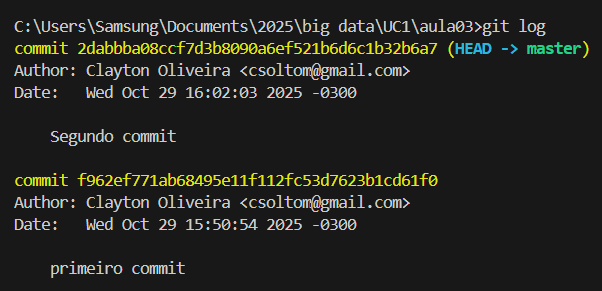 C:\Users\Samsung\Documents\2025\big data\UC1\aula03>git log
commit 2dabbba08ccf7d3b8090a6ef521b6d6c1b32b6a7 (HEAD -> master)
Author: Clayton Oliveira <csoltom@gmail.com>
Date:   Wed Oct 29 16:02:03 2025 -0300
    Segundo commit
commit f962ef771ab68495e11f112fc53d7623b1cd61f0
Author: Clayton Oliveira <csoltom@gmail.com>
Date:   Wed Oct 29 15:50:54 2025 -0300
    primeiro commit